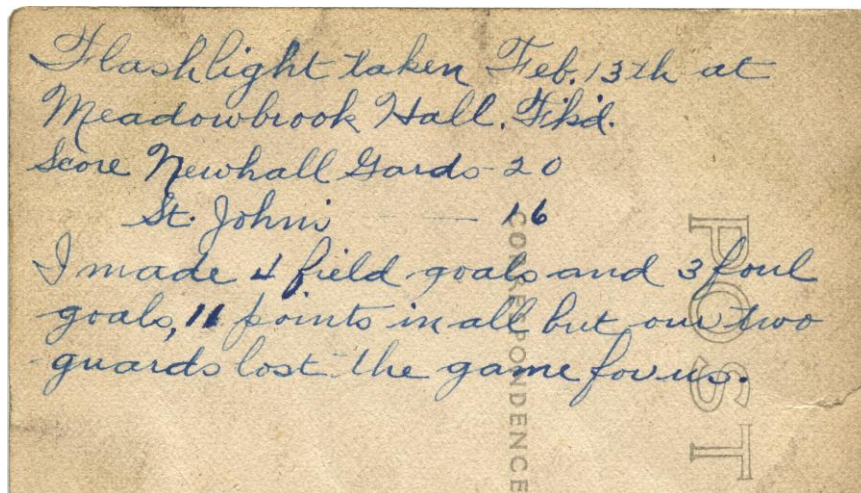 Flashlight taken Feb. 13th at
Meadowbrook Hall. Fkd.
Score Newhall Gards - 20
St. Johns — 16
I made 4 field goals and 3 foul
goals, 11 points in all but our two
guards lost the game for us.
POST
CORRESPONDENCE